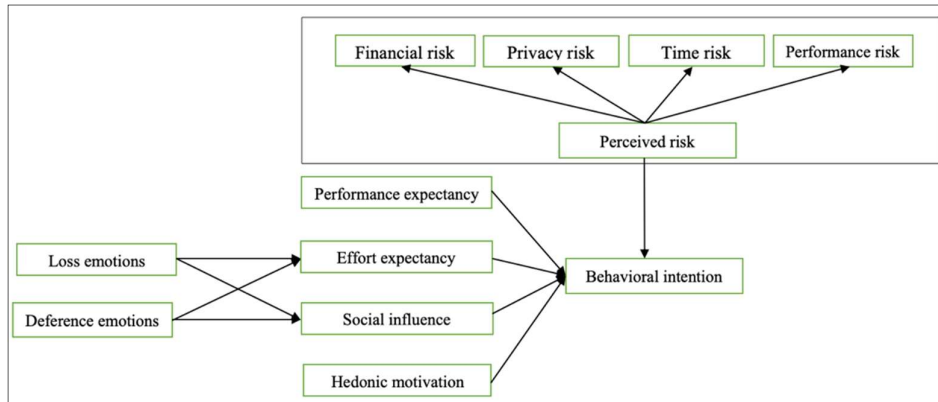 Financial risk
Privacy risk
Time risk
Performance risk
Perceived risk
Performance expectancy
Loss emotions
Effort expectancy
Behavioral intention
Deference emotions
Social influence
Hedonic motivation